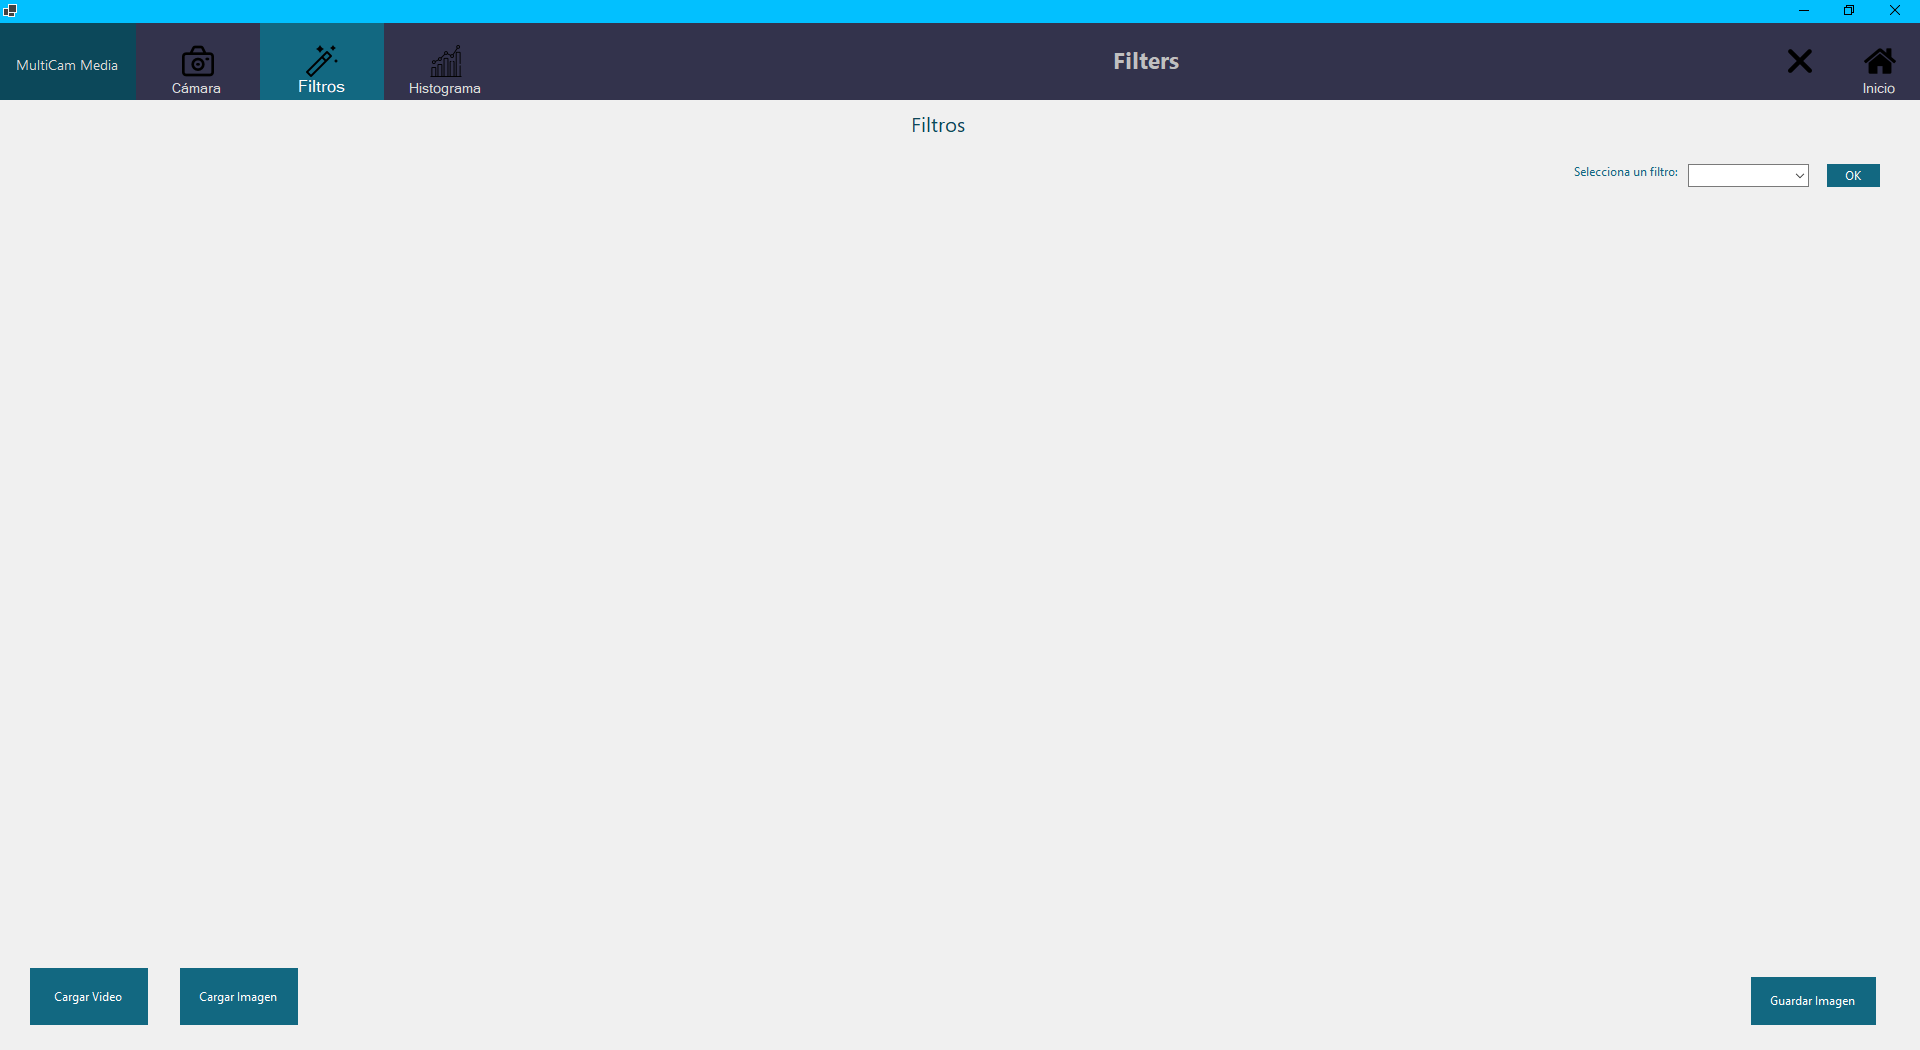 MultiCam Media
Cámara
Filtros
Histograma
Filters
Inicio
Filtros
Selecciona un filtro:
OK
Cargar Video
Cargar Imagen
Guardar Imagen